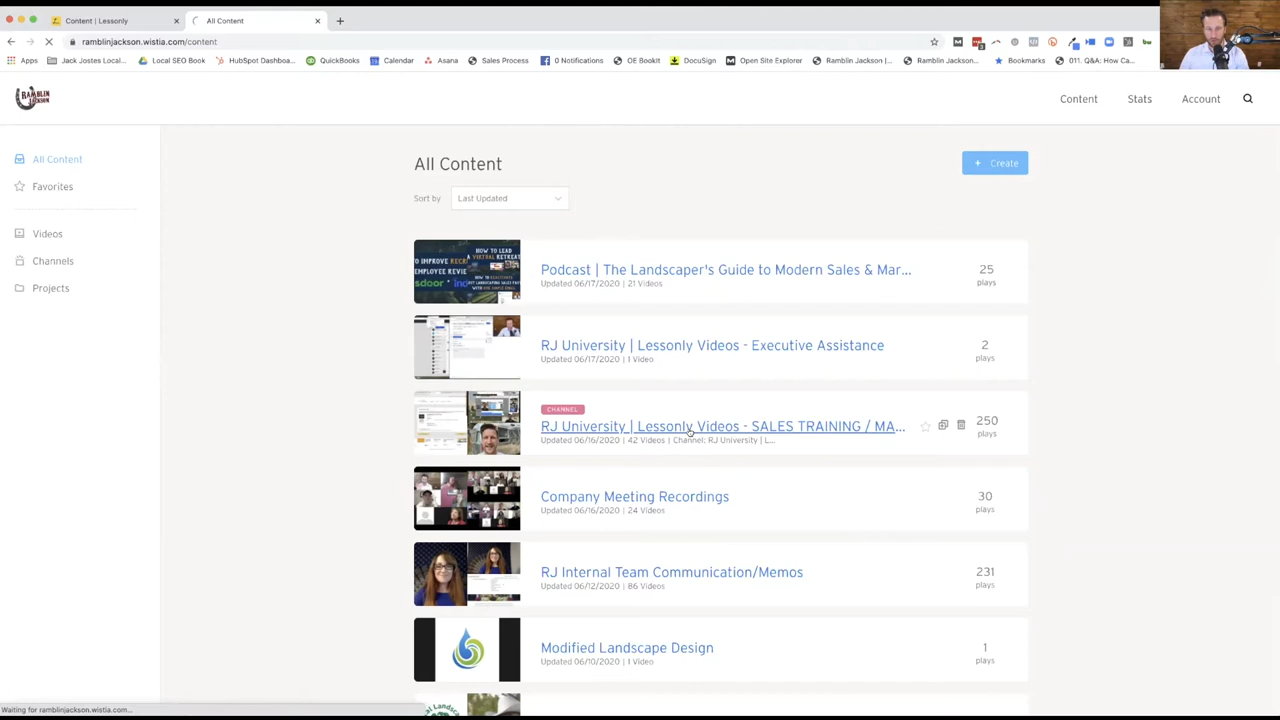 Content | Lessonly
All Content
ramblinjackson.wistia.com/content
Apps
Jack Jostes Local...
Local SEO Book
HubSpot Dashboa...
QuickBooks
Calendar
Asana
Sales Process
0 Notifications
OE Bookit
DocuSign
Open Site Explorer
Ramblin Jackson |...
Ramblin Jackson...
Bookmarks
011. Q&A: How Ca...
RAMBLIN
JACKSON
Content
Stats
Account
All Content
Favorites
Videos
Channels
Projects
All Content
+ Create
Sort by
Last Updated
HOW TO LEAD
A VIRTUAL RETREAT
Podcast | The Landscaper's Guide to Modern Sales & Mar...
Updated 06/17/2020 | 21 Videos
25
plays
RJ University | Lessonly Videos - Executive Assistance
Updated 06/17/2020 | 1 Video
2
plays
CHANNEL
RJ University | Lessonly Videos - SALES TRAINING / MA...
Updated 06/16/2020 | 42 Videos | Channel: RJ University | L...
250
plays
Company Meeting Recordings
Updated 06/16/2020 | 24 Videos
30
plays
RJ Internal Team Communication/Memos
Updated 06/12/2020 | 86 Videos
231
plays
Modified Landscape Design
Updated 06/10/2020 | 1 Video
1
plays
Waiting for ramblinjackson.wistia.com...